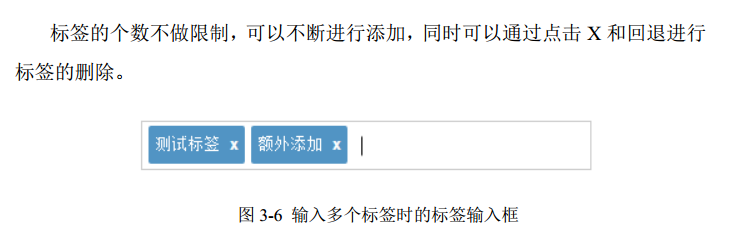 标签的个数不做限制，可以不断进行添加，同时可以通过点击 X 和回退进行
标签的删除。
测试标签 x 额外添加 x
图 3-6 输入多个标签时的标签输入框